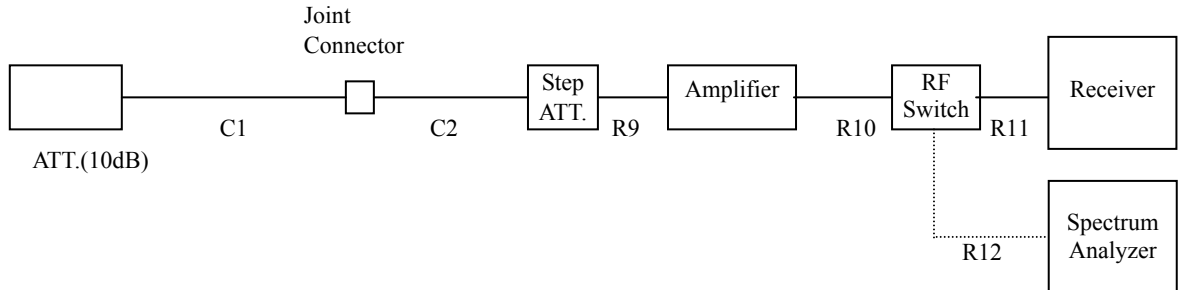 Joint
Connector
Step
ATT.
Amplifier
RF
Switch
Receiver
C1
C2
R9
R10
R11
ATT.(10dB)
Spectrum
Analyzer
R12